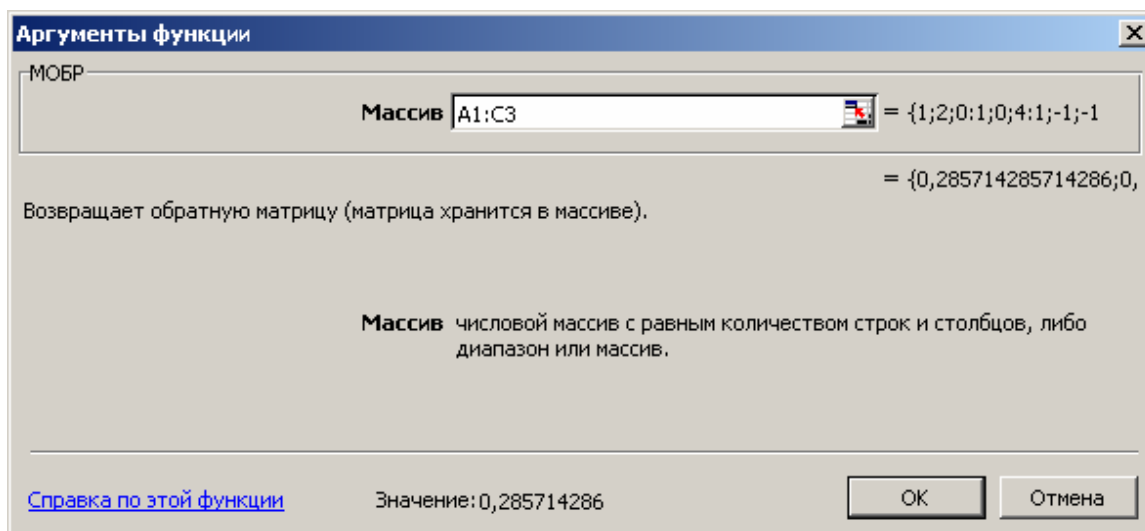 Аргументы функции
МОБР
Массив A1:C3 = {1;2;0:1;0;4:1;-1;-1
= {0,285714285714286;0,
Возвращает обратную матрицу (матрица хранится в массиве).
Массив числовой массив с равным количеством строк и столбцов, либо
диапазон или массив.
Справка по этой функции Значение:0,285714286 ОК Отмена